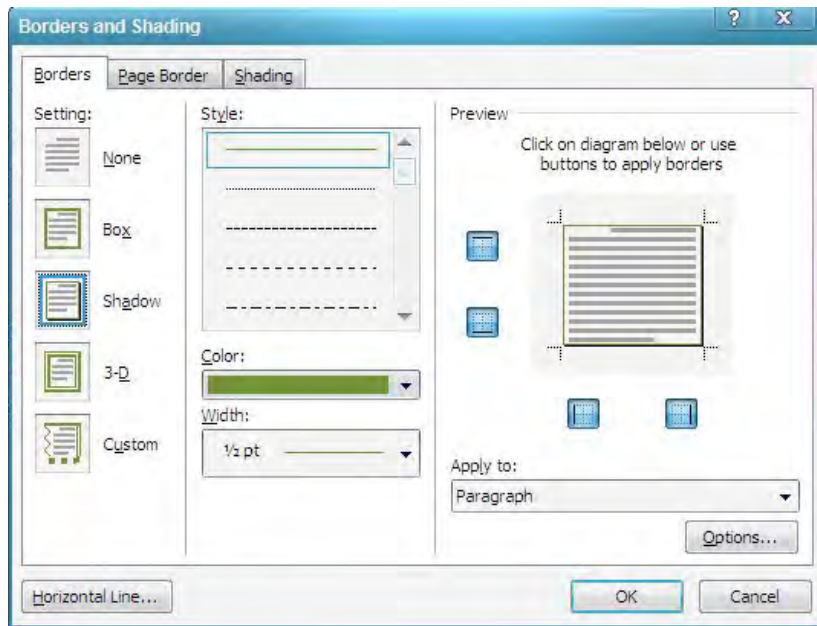 Borders and Shading
?
X
Borders
Page Border
Shading
Setting:
None
Box
Shadow
3-D
Custom
Style:
Color:
Width:
½ pt
Preview
Click on diagram below or use
buttons to apply borders
Apply to:
Paragraph
Options...
Horizontal Line...
OK
Cancel